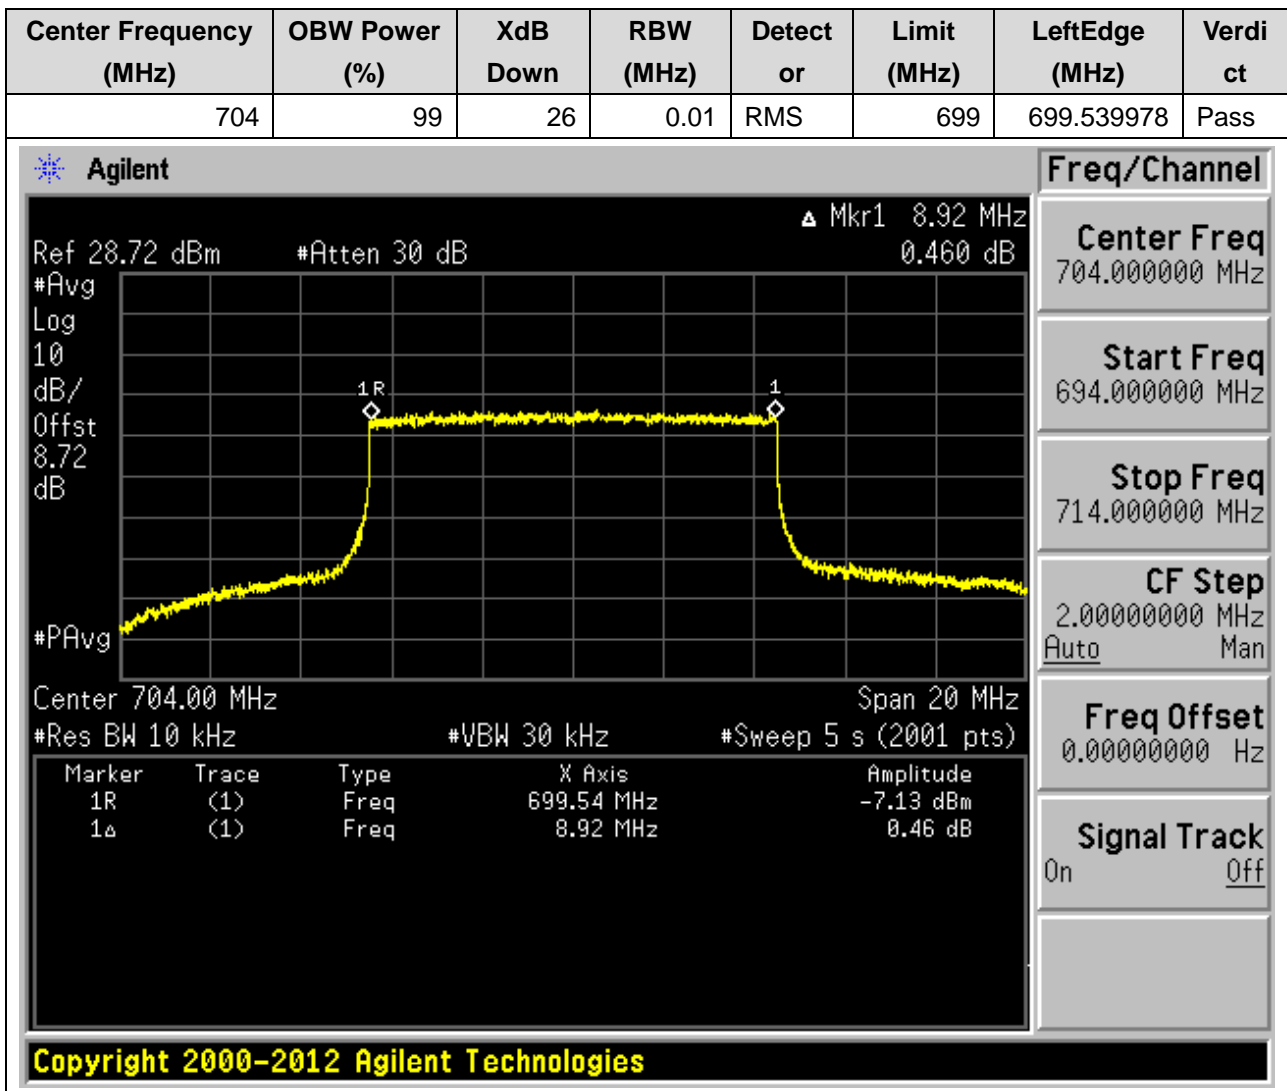 Center Frequency (MHz) OBW Power (%) XdB Down RBW (MHz) Detect or Limit (MHz) LeftEdge (MHz) Verdi ct
704 99 26 0.01 RMS 699 699.539978 Pass
Agilent
Freq/Channel
Δ Mkr1 8.92 MHz
Ref 28.72 dBm #Atten 30 dB 0.460 dB
#Avg
Log
10
dB/
Offst
8.72
dB
#PAvg
1R
1
Center 704.00 MHz Span 20 MHz
#Res BW 10 kHz #VBW 30 kHz #Sweep 5 s (2001 pts)
Marker Trace Type X Axis Amplitude
1R (1) Freq 699.54 MHz -7.13 dBm
1Δ (1) Freq 8.92 MHz 0.46 dB
Center Freq
704.000000 MHz
Start Freq
694.000000 MHz
Stop Freq
714.000000 MHz
CF Step
2.00000000 MHz
Auto Man
Freq Offset
0.00000000 Hz
Signal Track
On Off
Copyright 2000-2012 Agilent Technologies